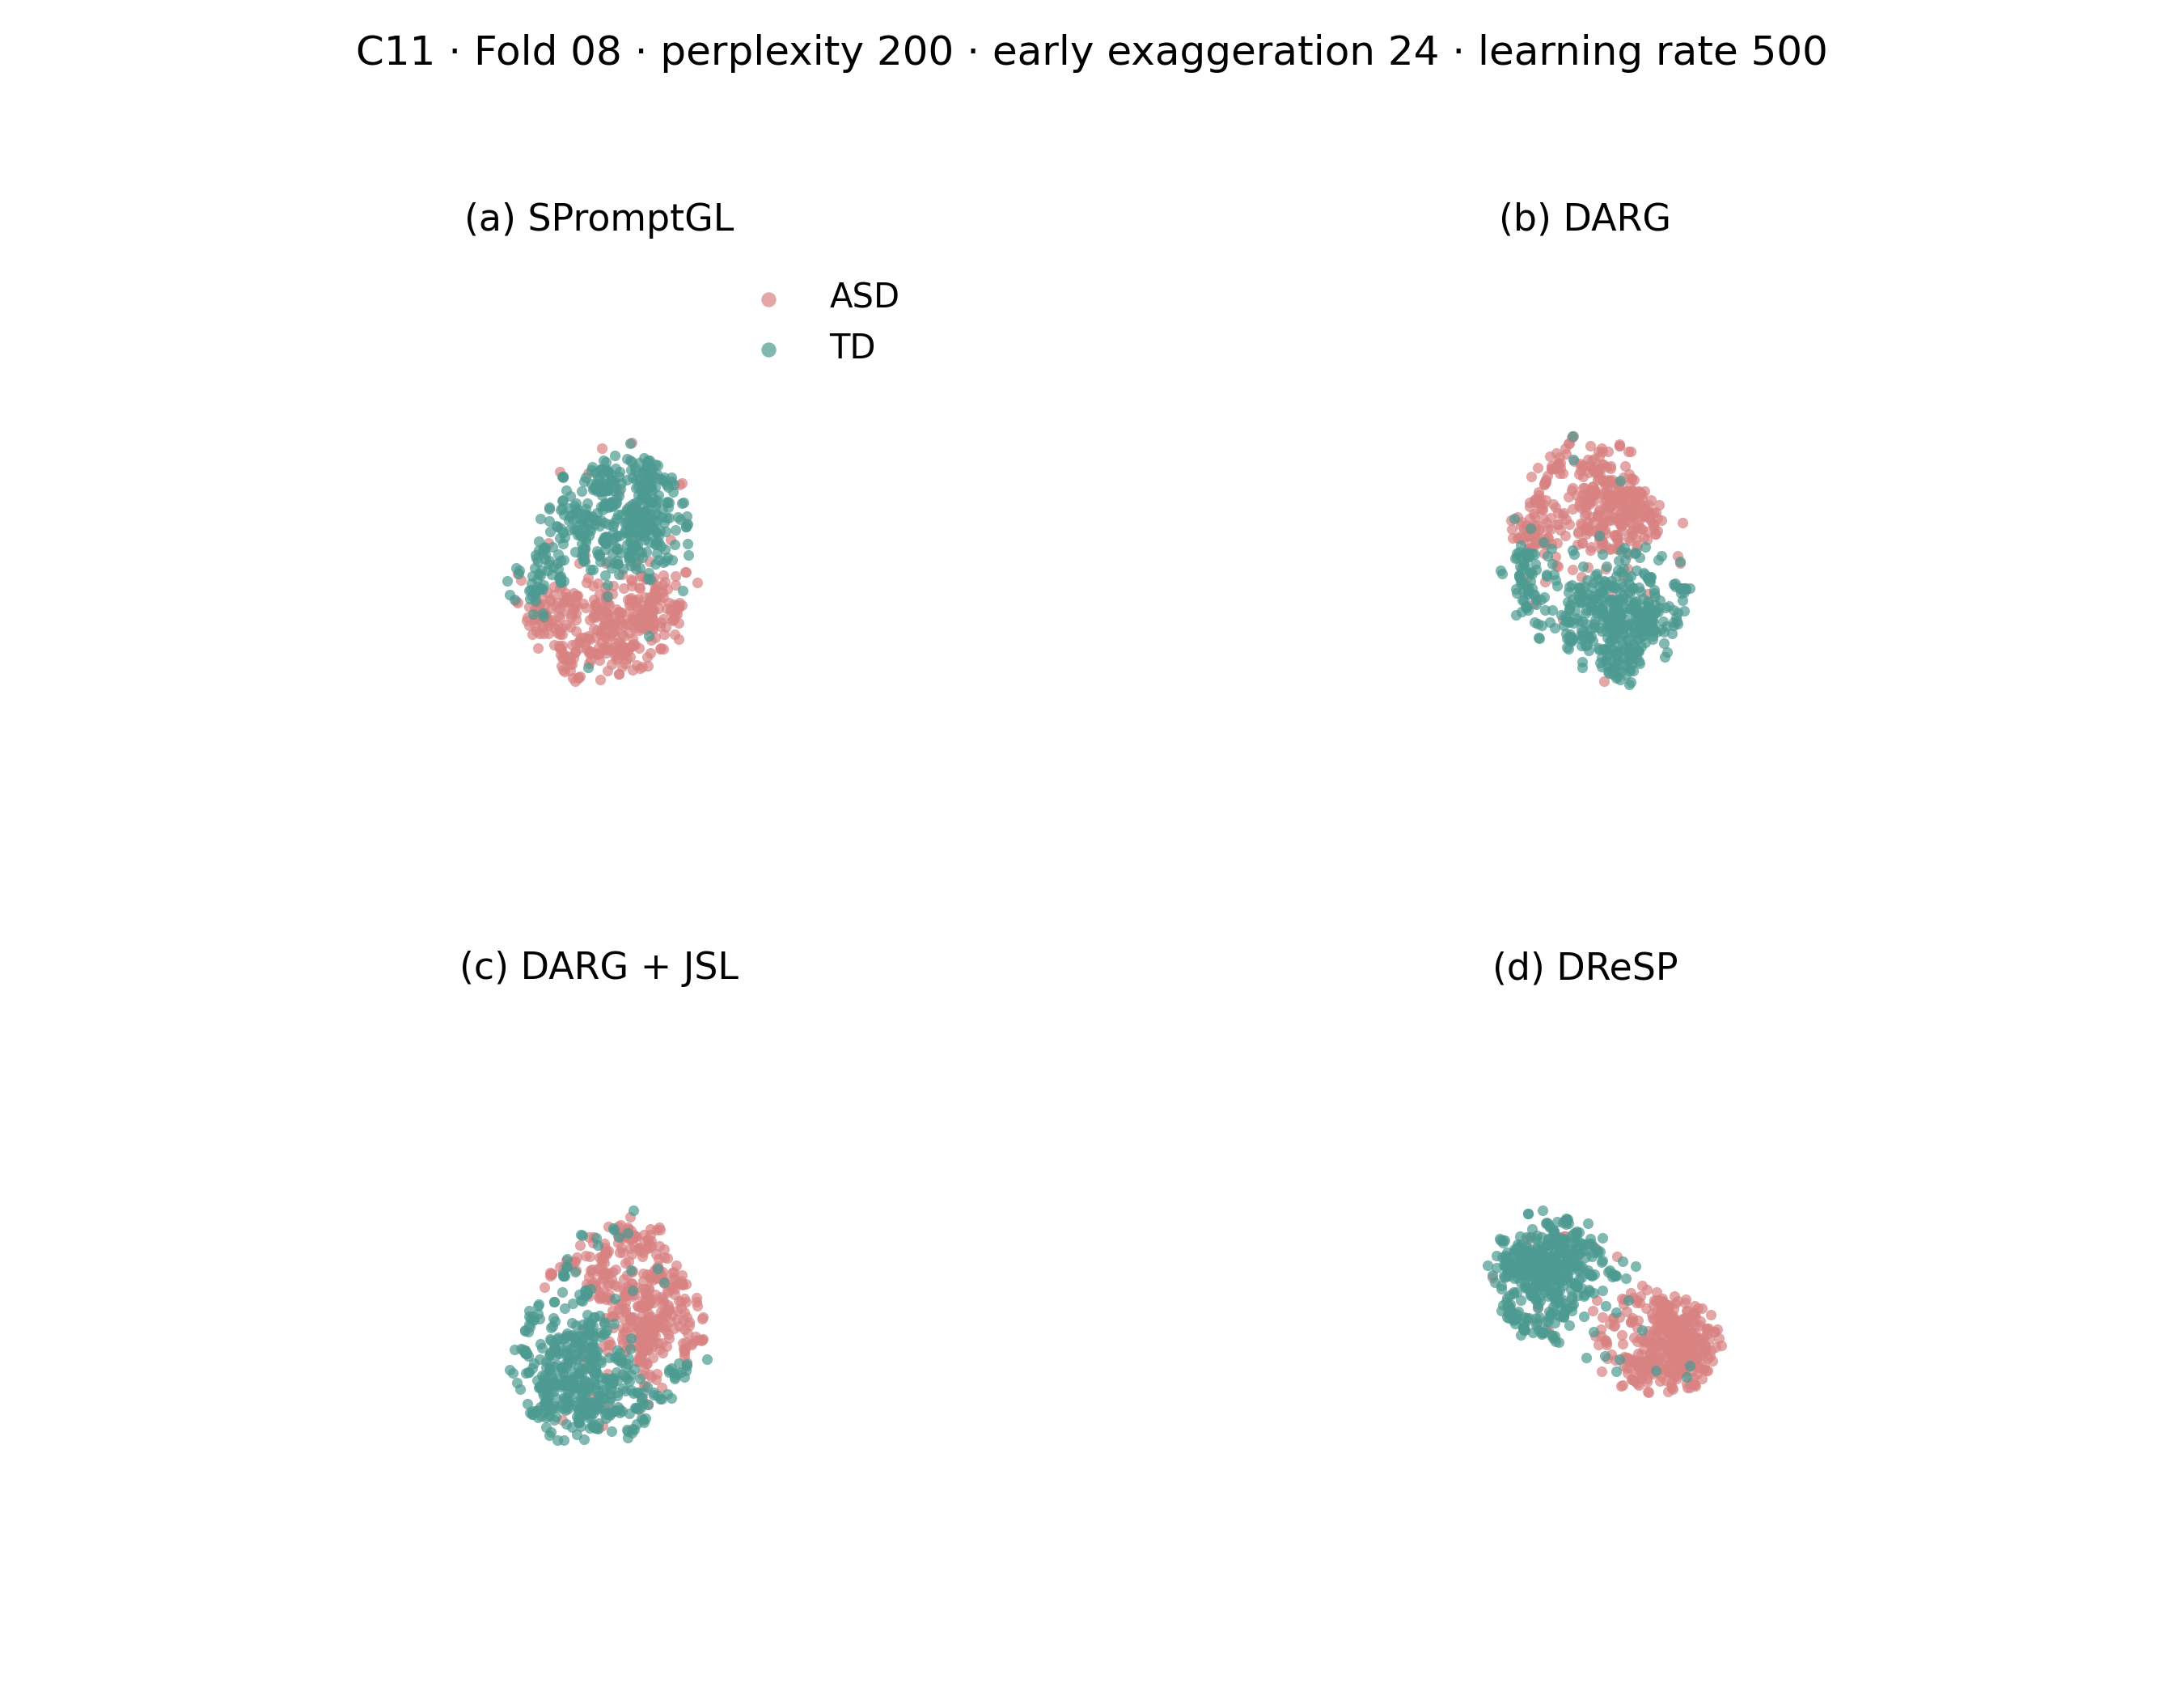 C11 · Fold 08 · perplexity 200 · early exaggeration 24 · learning rate 500
(a) SPromptGL
(b) DARG
ASD
TD
(c) DARG + JSL
(d) DReSP